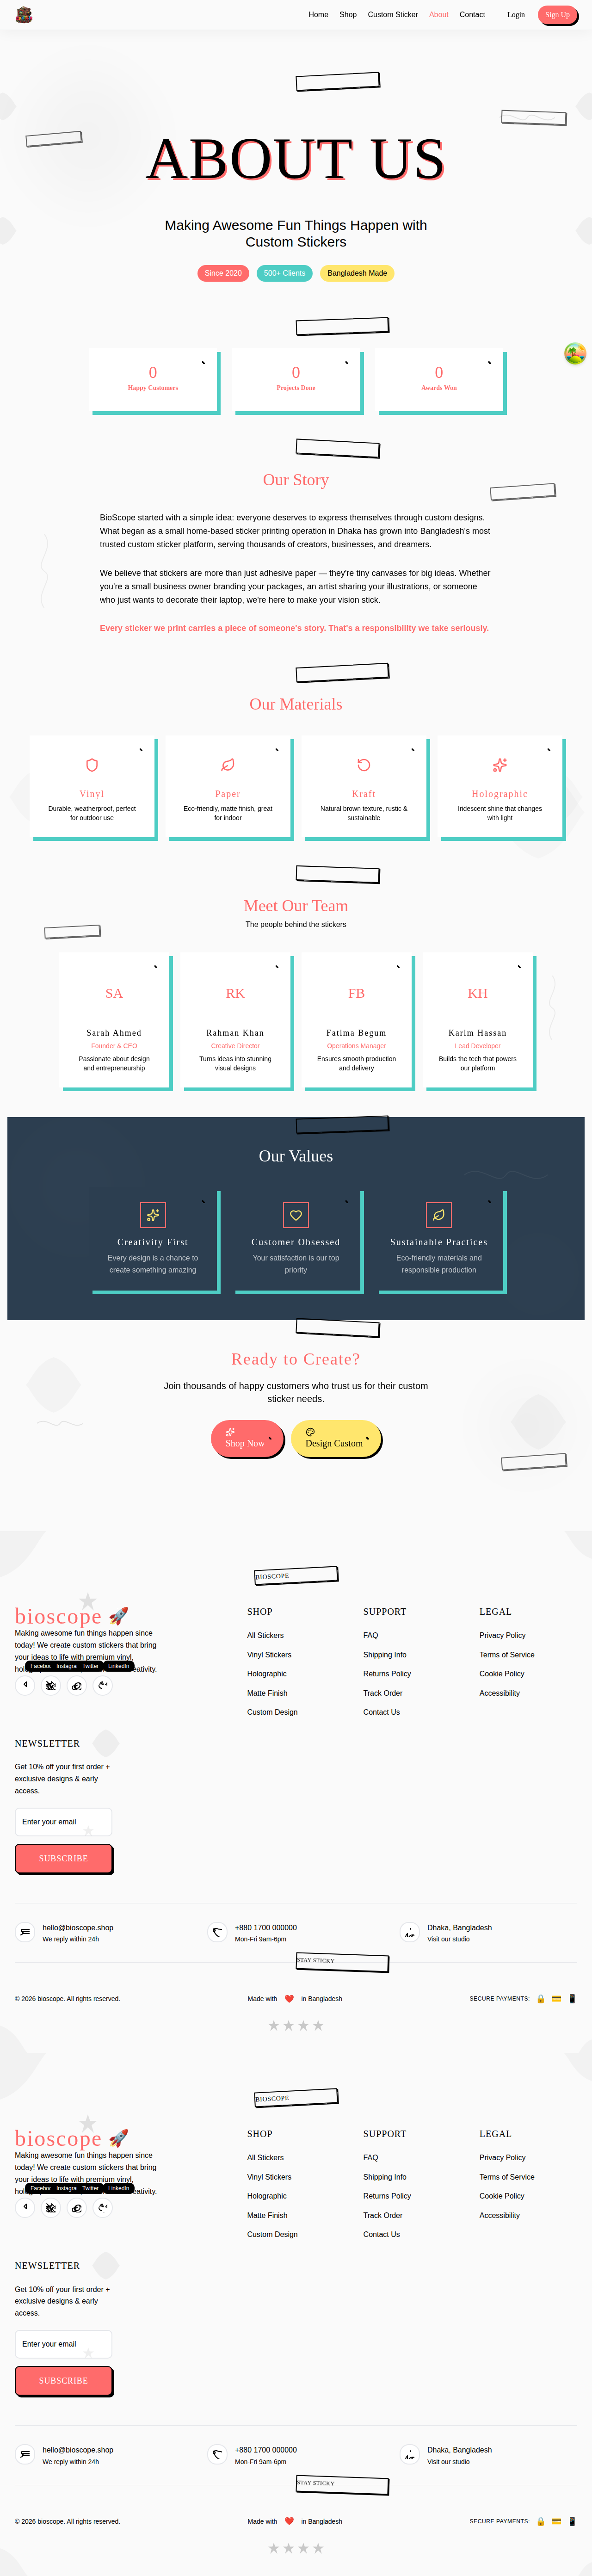 Home Shop Custom Sticker About Contact Login Sign Up
ABOUT US
Making Awesome Fun Things Happen with
Custom Stickers
Since 2020 500+ Clients Bangladesh Made
0 0 0
Happy Customers Projects Done Awards Won
Our Story
BioScope started with a simple idea: everyone deserves to express themselves through custom designs.
What began as a small home-based sticker printing operation in Dhaka has grown into Bangladesh's most
trusted custom sticker platform, serving thousands of creators, businesses, and dreamers.
We believe that stickers are more than just adhesive paper — they're tiny canvases for big ideas. Whether
you're a small business owner branding your packages, an artist sharing your illustrations, or someone
who just wants to decorate their laptop, we're here to make your vision stick.
Every sticker we print carries a piece of someone's story. That's a responsibility we take seriously.
Our Materials
Vinyl Paper Kraft Holographic
Durable, weatherproof, perfect Eco-friendly, matte finish, great Natural brown texture, rustic & Iridescent shine that changes
for outdoor use for indoor sustainable with light
Meet Our Team
The people behind the stickers
SA RK FB KH
Sarah Ahmed Rahman Khan Fatima Begum Karim Hassan
Founder & CEO Creative Director Operations Manager Lead Developer
Passionate about design Turns ideas into stunning Ensures smooth production Builds the tech that powers
and entrepreneurship visual designs and delivery our platform
Our Values
Creativity First Customer Obsessed Sustainable Practices
Every design is a chance to Your satisfaction is our top Eco-friendly materials and
create something amazing priority responsible production
Ready to Create?
Join thousands of happy customers who trust us for their custom
sticker needs.
Shop Now Design Custom
BIOSCOPE
bioscope 🚀
Making awesome fun things happen since
today! We create custom stickers that bring
your ideas to life with premium vinyl,
Twitter LinkedIn
SHOP SUPPORT LEGAL
All Stickers FAQ Privacy Policy
Vinyl Stickers Shipping Info Terms of Service
Holographic Returns Policy Cookie Policy
Matte Finish Track Order Accessibility
Custom Design Contact Us
NEWSLETTER
Get 10% off your first order +
exclusive designs & early
access.
Enter your email
SUBSCRIBE
hello@bioscope.shop +880 1700 000000 Dhaka, Bangladesh
We reply within 24h Mon-Fri 9am-6pm Visit our studio
STAY STICKY
© 2026 bioscope. All rights reserved. Made with ❤️ in Bangladesh SECURE PAYMENTS: 🔒 💳 📱
★ ★ ★ ★
BIOSCOPE
bioscope 🚀
Making awesome fun things happen since
today! We create custom stickers that bring
your ideas to life with premium vinyl,
Twitter LinkedIn
SHOP SUPPORT LEGAL
All Stickers FAQ Privacy Policy
Vinyl Stickers Shipping Info Terms of Service
Holographic Returns Policy Cookie Policy
Matte Finish Track Order Accessibility
Custom Design Contact Us
NEWSLETTER
Get 10% off your first order +
exclusive designs & early
access.
Enter your email
SUBSCRIBE
hello@bioscope.shop +880 1700 000000 Dhaka, Bangladesh
We reply within 24h Mon-Fri 9am-6pm Visit our studio
STAY STICKY
© 2026 bioscope. All rights reserved. Made with ❤️ in Bangladesh SECURE PAYMENTS: 🔒 💳 📱
★ ★ ★ ★